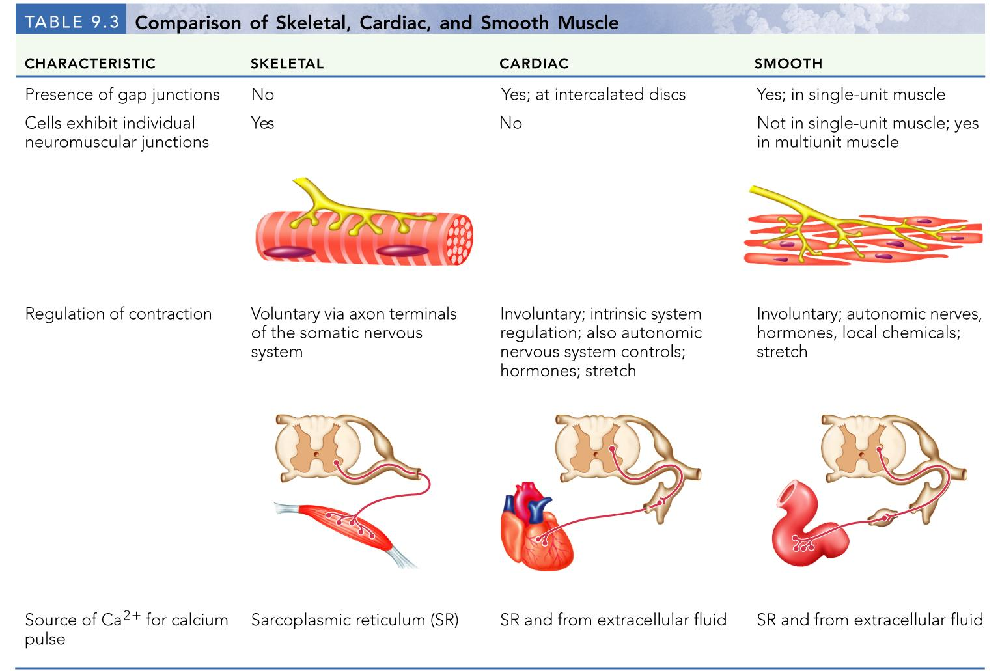 TABLE 9.3 Comparison of Skeletal, Cardiac, and Smooth Muscle
CHARACTERISTIC SKELETAL CARDIAC SMOOTH
Presence of gap junctions No Yes; at intercalated discs Yes; in single-unit muscle
Cells exhibit individual Yes No Not in single-unit muscle; yes
neuromuscular junctions in multiunit muscle
Regulation of contraction Voluntary via axon terminals Involuntary; intrinsic system Involuntary; autonomic nerves,
of the somatic nervous regulation; also autonomic hormones, local chemicals;
system nervous system controls; stretch
hormones; stretch
Source of Ca2+ for calcium Sarcoplasmic reticulum (SR) SR and from extracellular fluid SR and from extracellular fluid
pulse